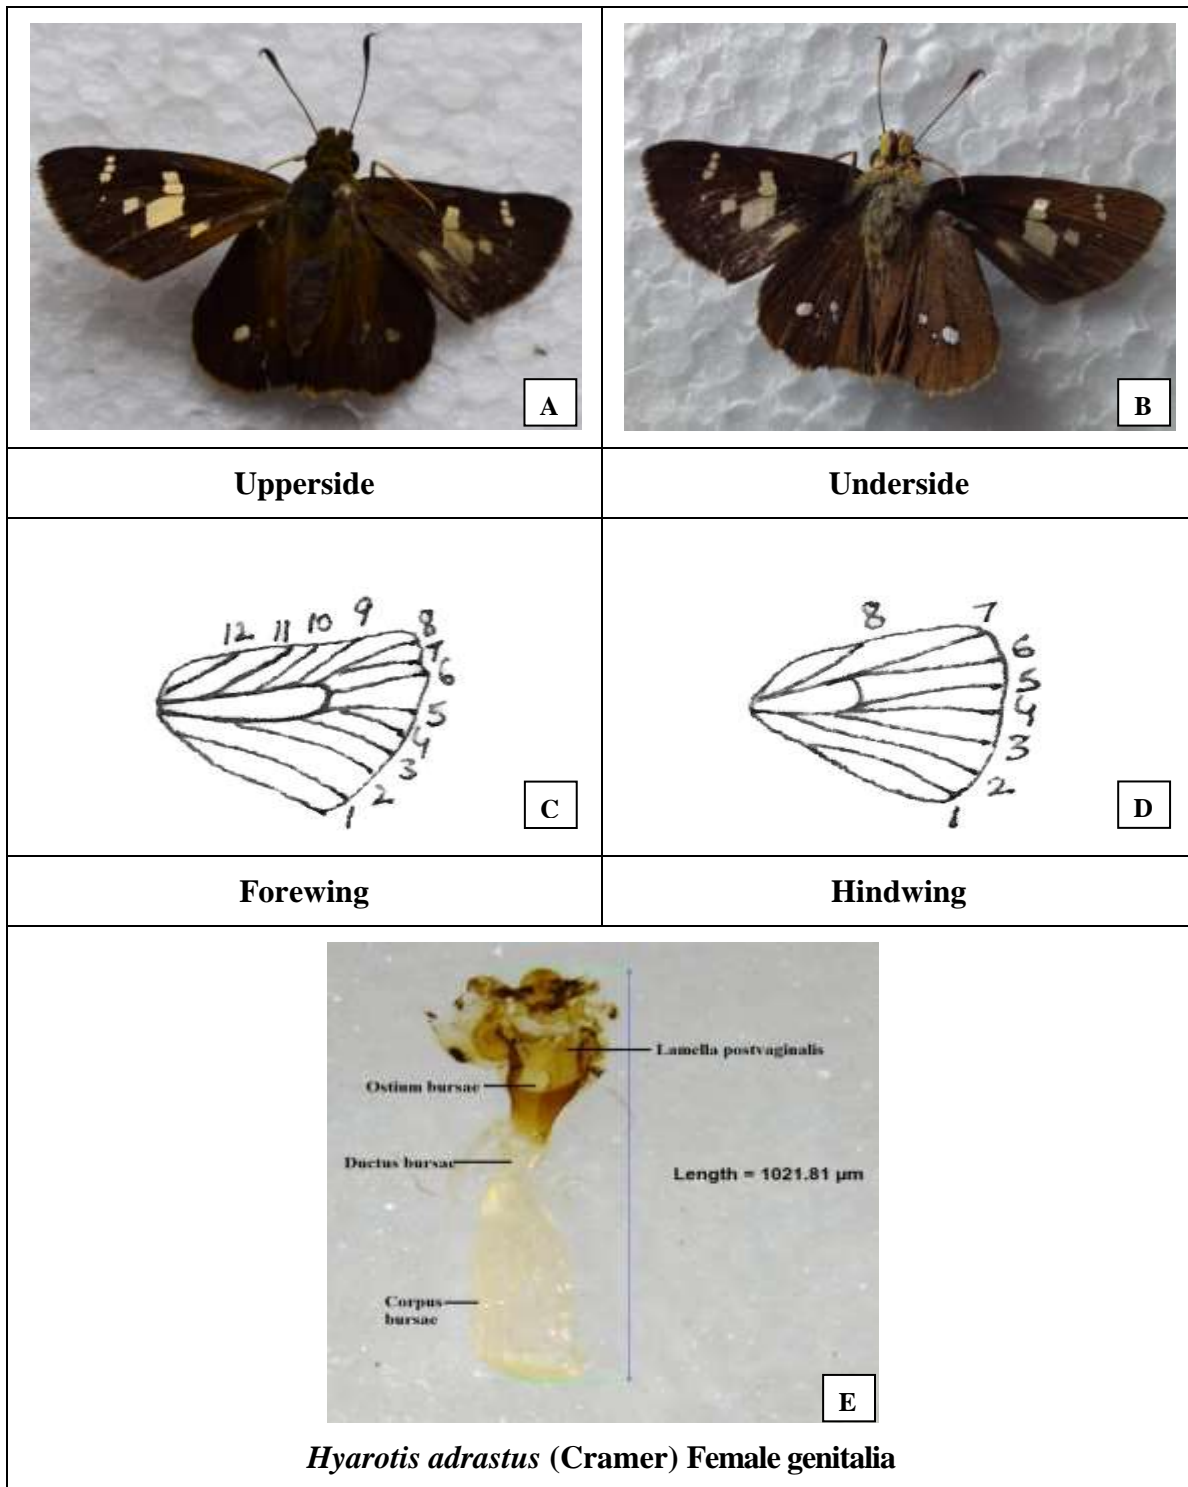 A
B
Upperside
Underside
12 11 10 9 8
7
6
5
4
3
2
1
C
8 7
6
5
4
3
2
1
D
Forewing
Hindwing
Lamella postvaginalis
Ostium bursae
Ductus bursae
Length = 1021.81 µm
Corpus
bursae
E
Hyarotis adrastus (Cramer) Female genitalia